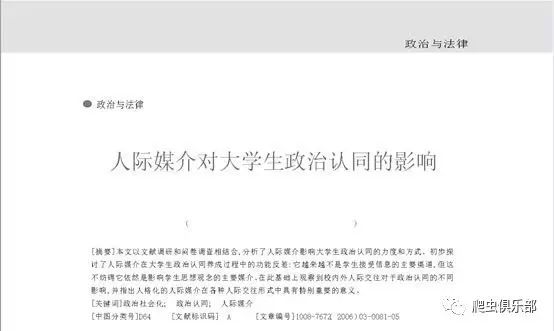 政治与法律
● 政治与法律
人际媒介对大学生政治认同的影响
( )
[摘要]本文以文献调研和问卷调查相结合,分析了人际媒介影响大学生政治认同的力度和方式。初步探
讨了人际媒介在大学生政治认同养成过程中的功能反差:它越来越不是学生接受信息的主要渠道,但这
不妨碍它依然是影响学生思想观念的主要媒介。在此基础上观察到校内外人际交往对于政治认同的不同
影响,并指出人格化的人际媒介在各种人际交往形式中具有特别重要的意义。
[关键词]政治社会化; 政治认同; 人际媒介
[中图分类号]D64 [文献标识码] A [文章编号]1008-767X( 2006)03-0081-05
爬虫俱乐部